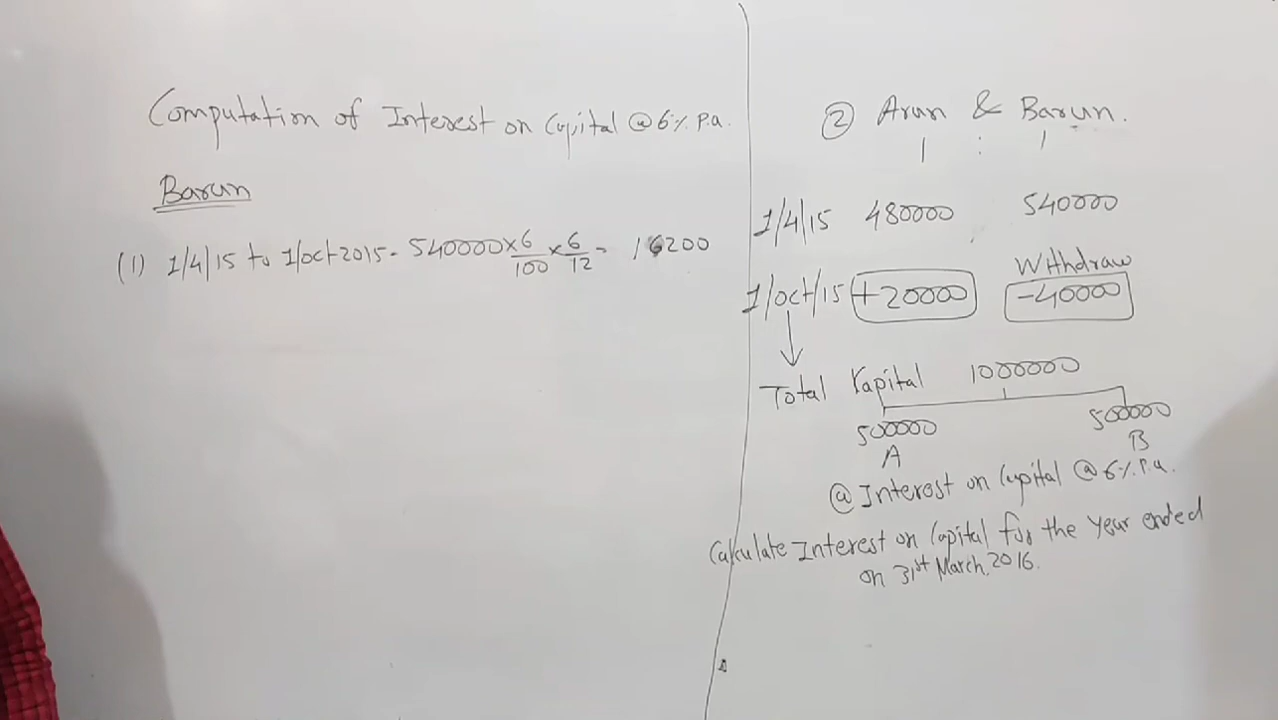 Computation of Interest on Capital @ 6% P.a.
Barun
(1) 1/4/15 to 1/oct 2015 = 540000 × 6/100 × 6/12 = 16200
② Arun & Barun.
1 : 1
1/4/15 480000 540000
Withdraw
1/oct/15 +20000 -40000
Total Kapital 1000000
500000 500000
A B
@ Interest on Capital @ 6% P.a.
Calculate Interest on Capital for the Year ended
on 31st March, 2016.